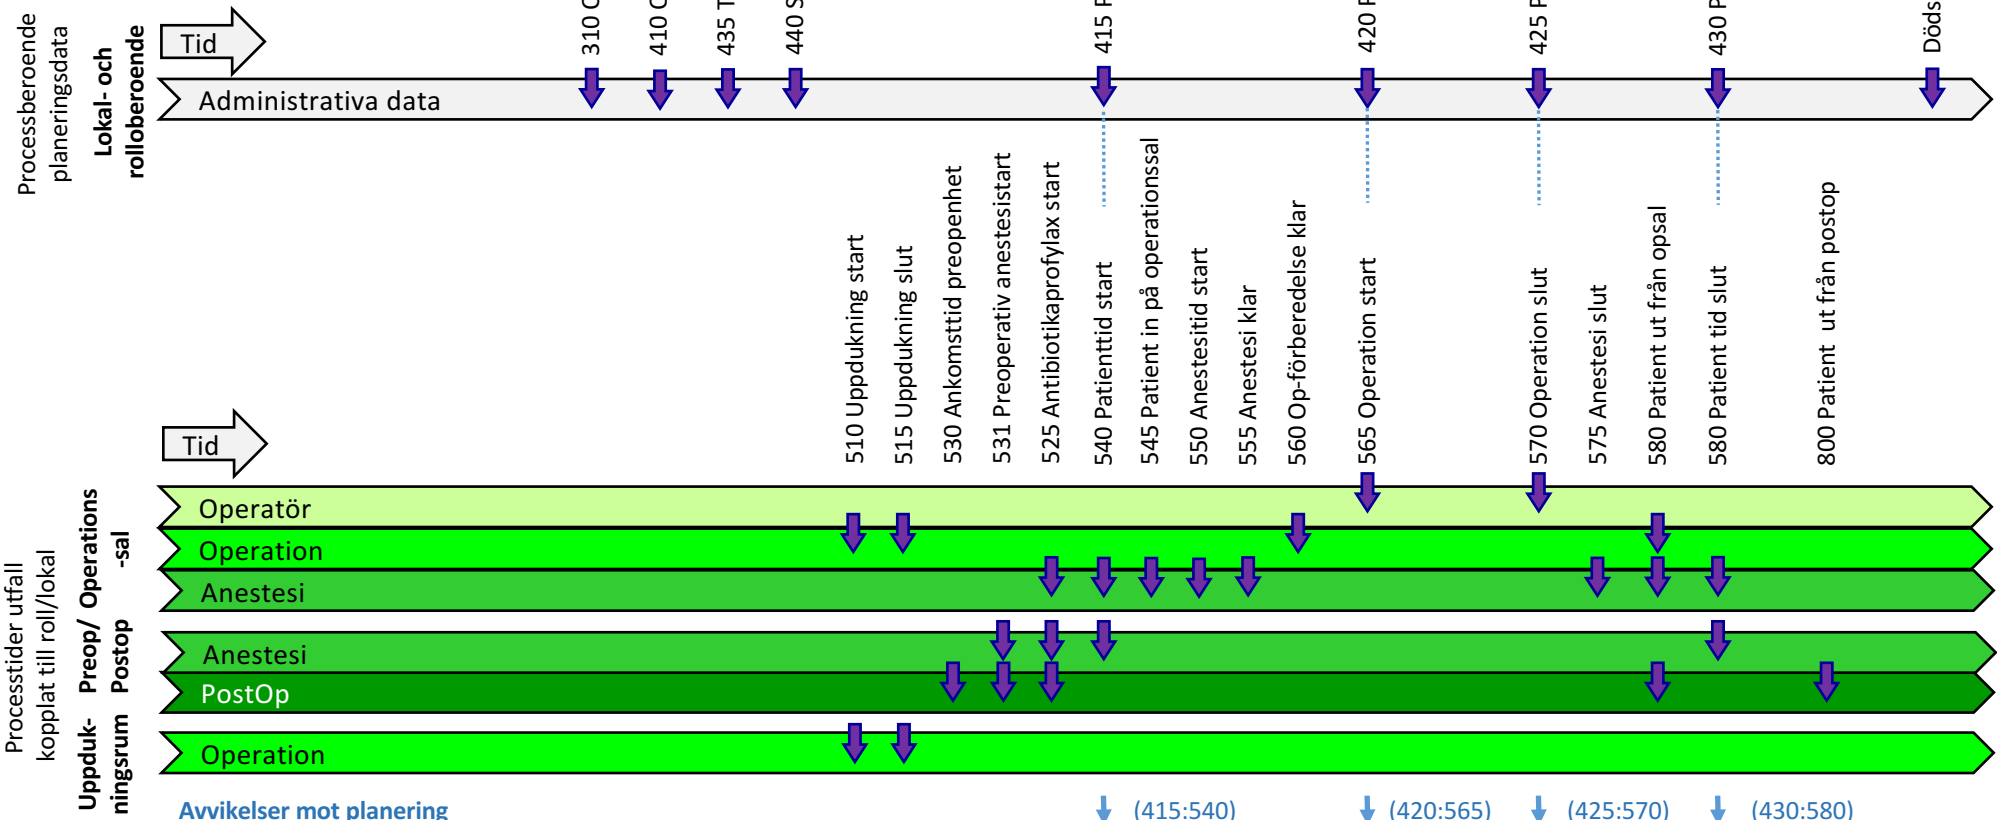 Processberoende
planeringsdata
Lokal- och
rolloberoende
Tid
310
410
435
440
415
420
425
430
Döds
Administrativa data
510 Uppdukning start
515 Uppdukning slut
530 Ankomsttid preopenhet
531 Preoperativ anestesistart
525 Antibiotikaprofylax start
540 Patienttid start
545 Patient in på operationssal
550 Anestesitid start
555 Anestesi klar
560 Op-förberedelse klar
565 Operation start
570 Operation slut
575 Anestesi slut
580 Patient ut från opsal
580 Patient tid slut
800 Patient ut från postop
Tid
Processtider utfall
kopplat till roll/lokal
Operations
-sal
Operatör
Operation
Anestesi
Preop/
Postop
Anestesi
PostOp
Uppduk-
ningsrum
Operation
Avvikelser mot planering
(415:540)
(420:565)
(425:570)
(430:580)